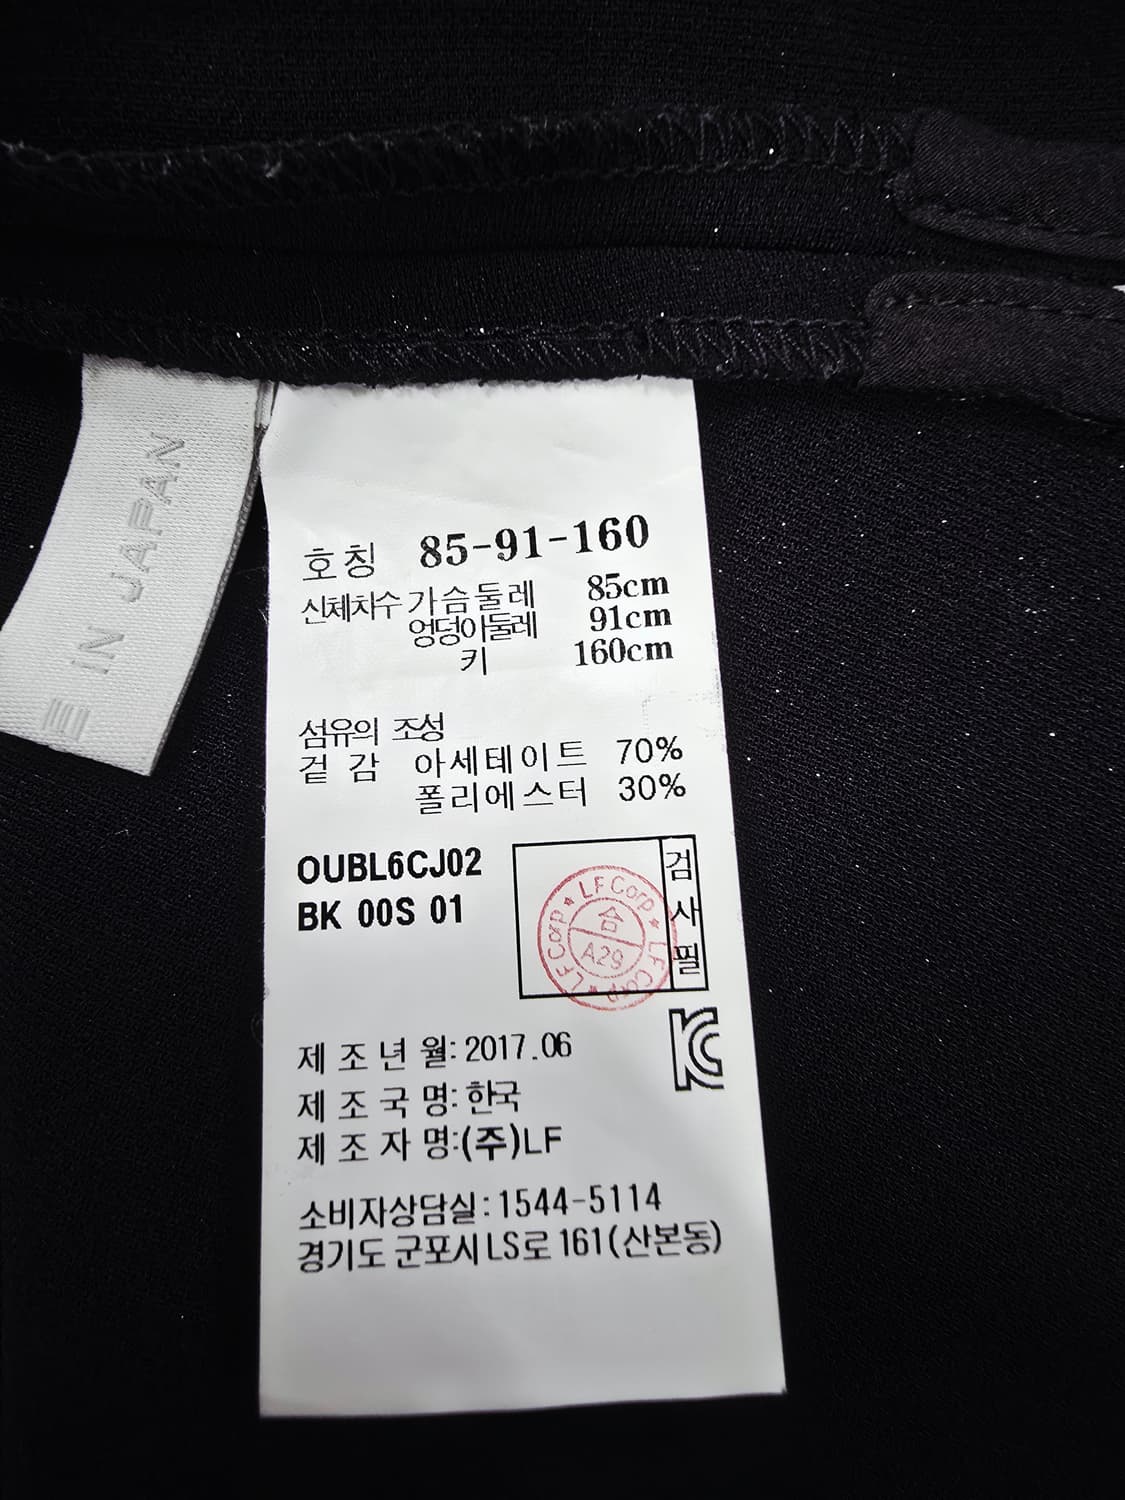 E IN JAPAN
호칭 85-91-160
신체치수 가슴둘레 85cm
엉덩이둘레 91cm
키 160cm
섬유의 조성
겉 감 아세테이트 70%
폴리에스터 30%
OUBL6CJ02
BK 00S 01
검사필
LF Corp ★ LF Corp ★ LF Corp ★
합
A29
제 조 년 월: 2017.06
KC
제 조 국 명: 한국
제 조 자 명:(주)LF
소비자상담실: 1544-5114
경기도 군포시 LS로 161(산본동)